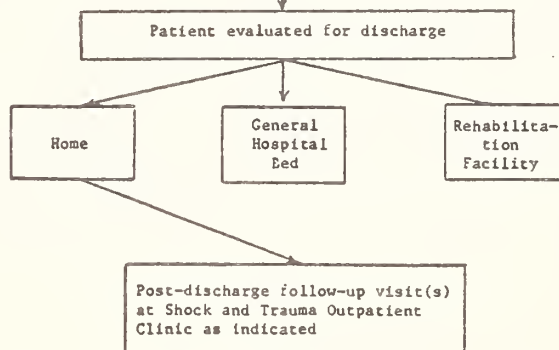 Patient evaluated for discharge
Home
General
Hospital
Bed
Rehabilita-
tion
Facility
Post-discharge follow-up visit(s)
at Shock and Trauma Outpatient
Clinic as indicated